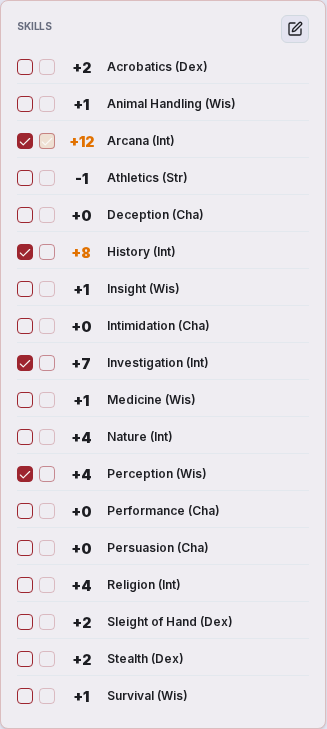 SKILLS
+2 Acrobatics (Dex)
+1 Animal Handling (Wis)
+12 Arcana (Int)
-1 Athletics (Str)
+0 Deception (Cha)
+8 History (Int)
+1 Insight (Wis)
+0 Intimidation (Cha)
+7 Investigation (Int)
+1 Medicine (Wis)
+4 Nature (Int)
+4 Perception (Wis)
+0 Performance (Cha)
+0 Persuasion (Cha)
+4 Religion (Int)
+2 Sleight of Hand (Dex)
+2 Stealth (Dex)
+1 Survival (Wis)